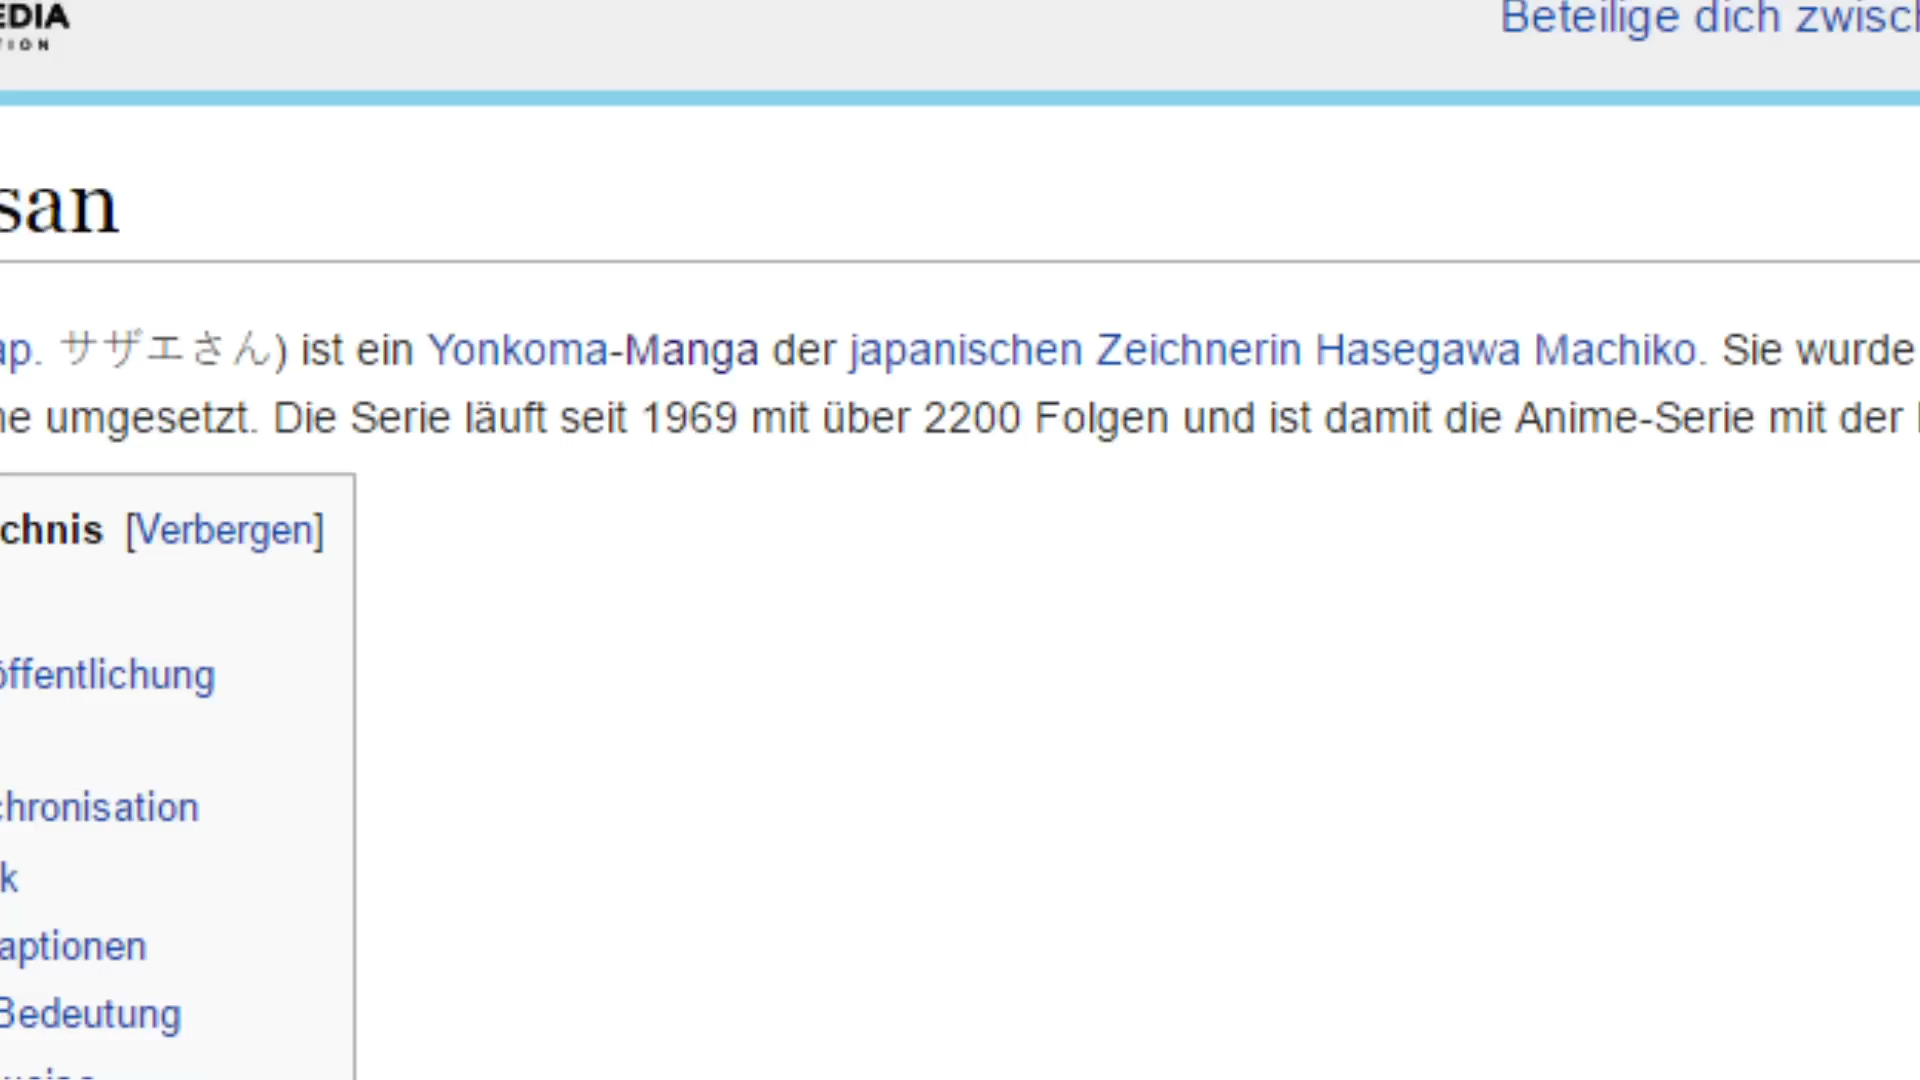 EDIA
TION
Beteilige dich zwisch
san
ap. サザエさん) ist ein Yonkoma-Manga der japanischen Zeichnerin Hasegawa Machiko. Sie wurde
ne umgesetzt. Die Serie läuft seit 1969 mit über 2200 Folgen und ist damit die Anime-Serie mit der
chnis [Verbergen]
öffentlichung
chronisation
k
aptionen
Bedeutung